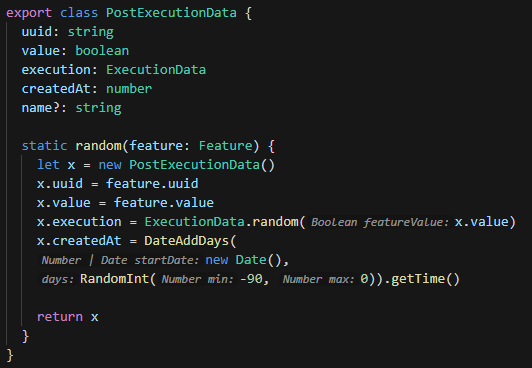 export class PostExecutionData {
uuid: string
value: boolean
execution: ExecutionData
createdAt: number
name?: string
static random(feature: Feature) {
let x = new PostExecutionData()
x.uuid = feature.uuid
x.value = feature.value
x.execution = ExecutionData.random( Boolean featureValue: x.value)
x.createdAt = DateAddDays(
Number | Date startDate: new Date(),
days: RandomInt( Number min: -90, Number max: 0)).getTime()
return x
}
}